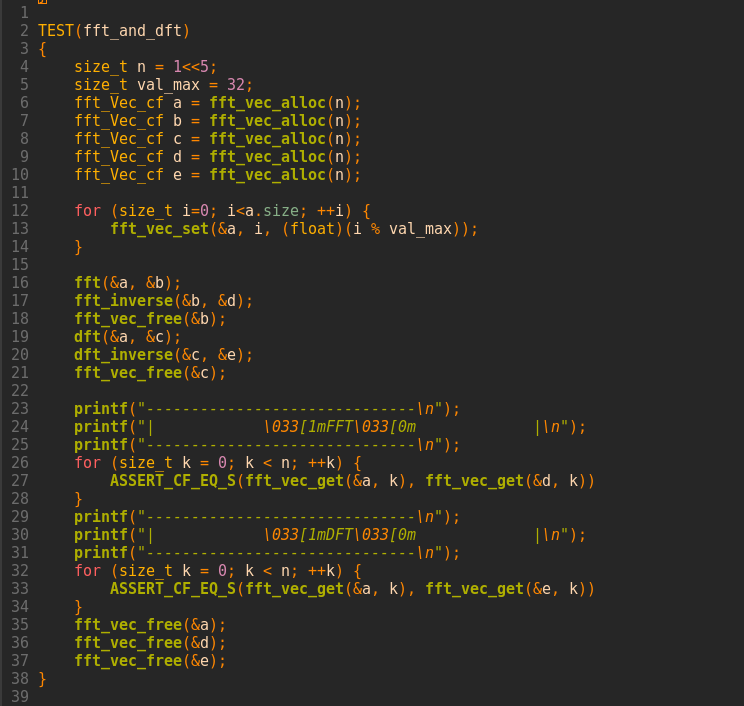 1
2 TEST(fft_and_dft)
3 {
4     size_t n = 1<<5;
5     size_t val_max = 32;
6     fft_Vec_cf a = fft_vec_alloc(n);
7     fft_Vec_cf b = fft_vec_alloc(n);
8     fft_Vec_cf c = fft_vec_alloc(n);
9     fft_Vec_cf d = fft_vec_alloc(n);
10     fft_Vec_cf e = fft_vec_alloc(n);
11
12     for (size_t i=0; i<a.size; ++i) {
13         fft_vec_set(&a, i, (float)(i % val_max));
14     }
15
16     fft(&a, &b);
17     fft_inverse(&b, &d);
18     fft_vec_free(&b);
19     dft(&a, &c);
20     dft_inverse(&c, &e);
21     fft_vec_free(&c);
22
23     printf("------------------------------\n");
24     printf("|            \033[1mFFT\033[0m             |\n");
25     printf("------------------------------\n");
26     for (size_t k = 0; k < n; ++k) {
27         ASSERT_CF_EQ_S(fft_vec_get(&a, k), fft_vec_get(&d, k))
28     }
29     printf("------------------------------\n");
30     printf("|            \033[1mDFT\033[0m             |\n");
31     printf("------------------------------\n");
32     for (size_t k = 0; k < n; ++k) {
33         ASSERT_CF_EQ_S(fft_vec_get(&a, k), fft_vec_get(&e, k))
34     }
35     fft_vec_free(&a);
36     fft_vec_free(&d);
37     fft_vec_free(&e);
38 }
39